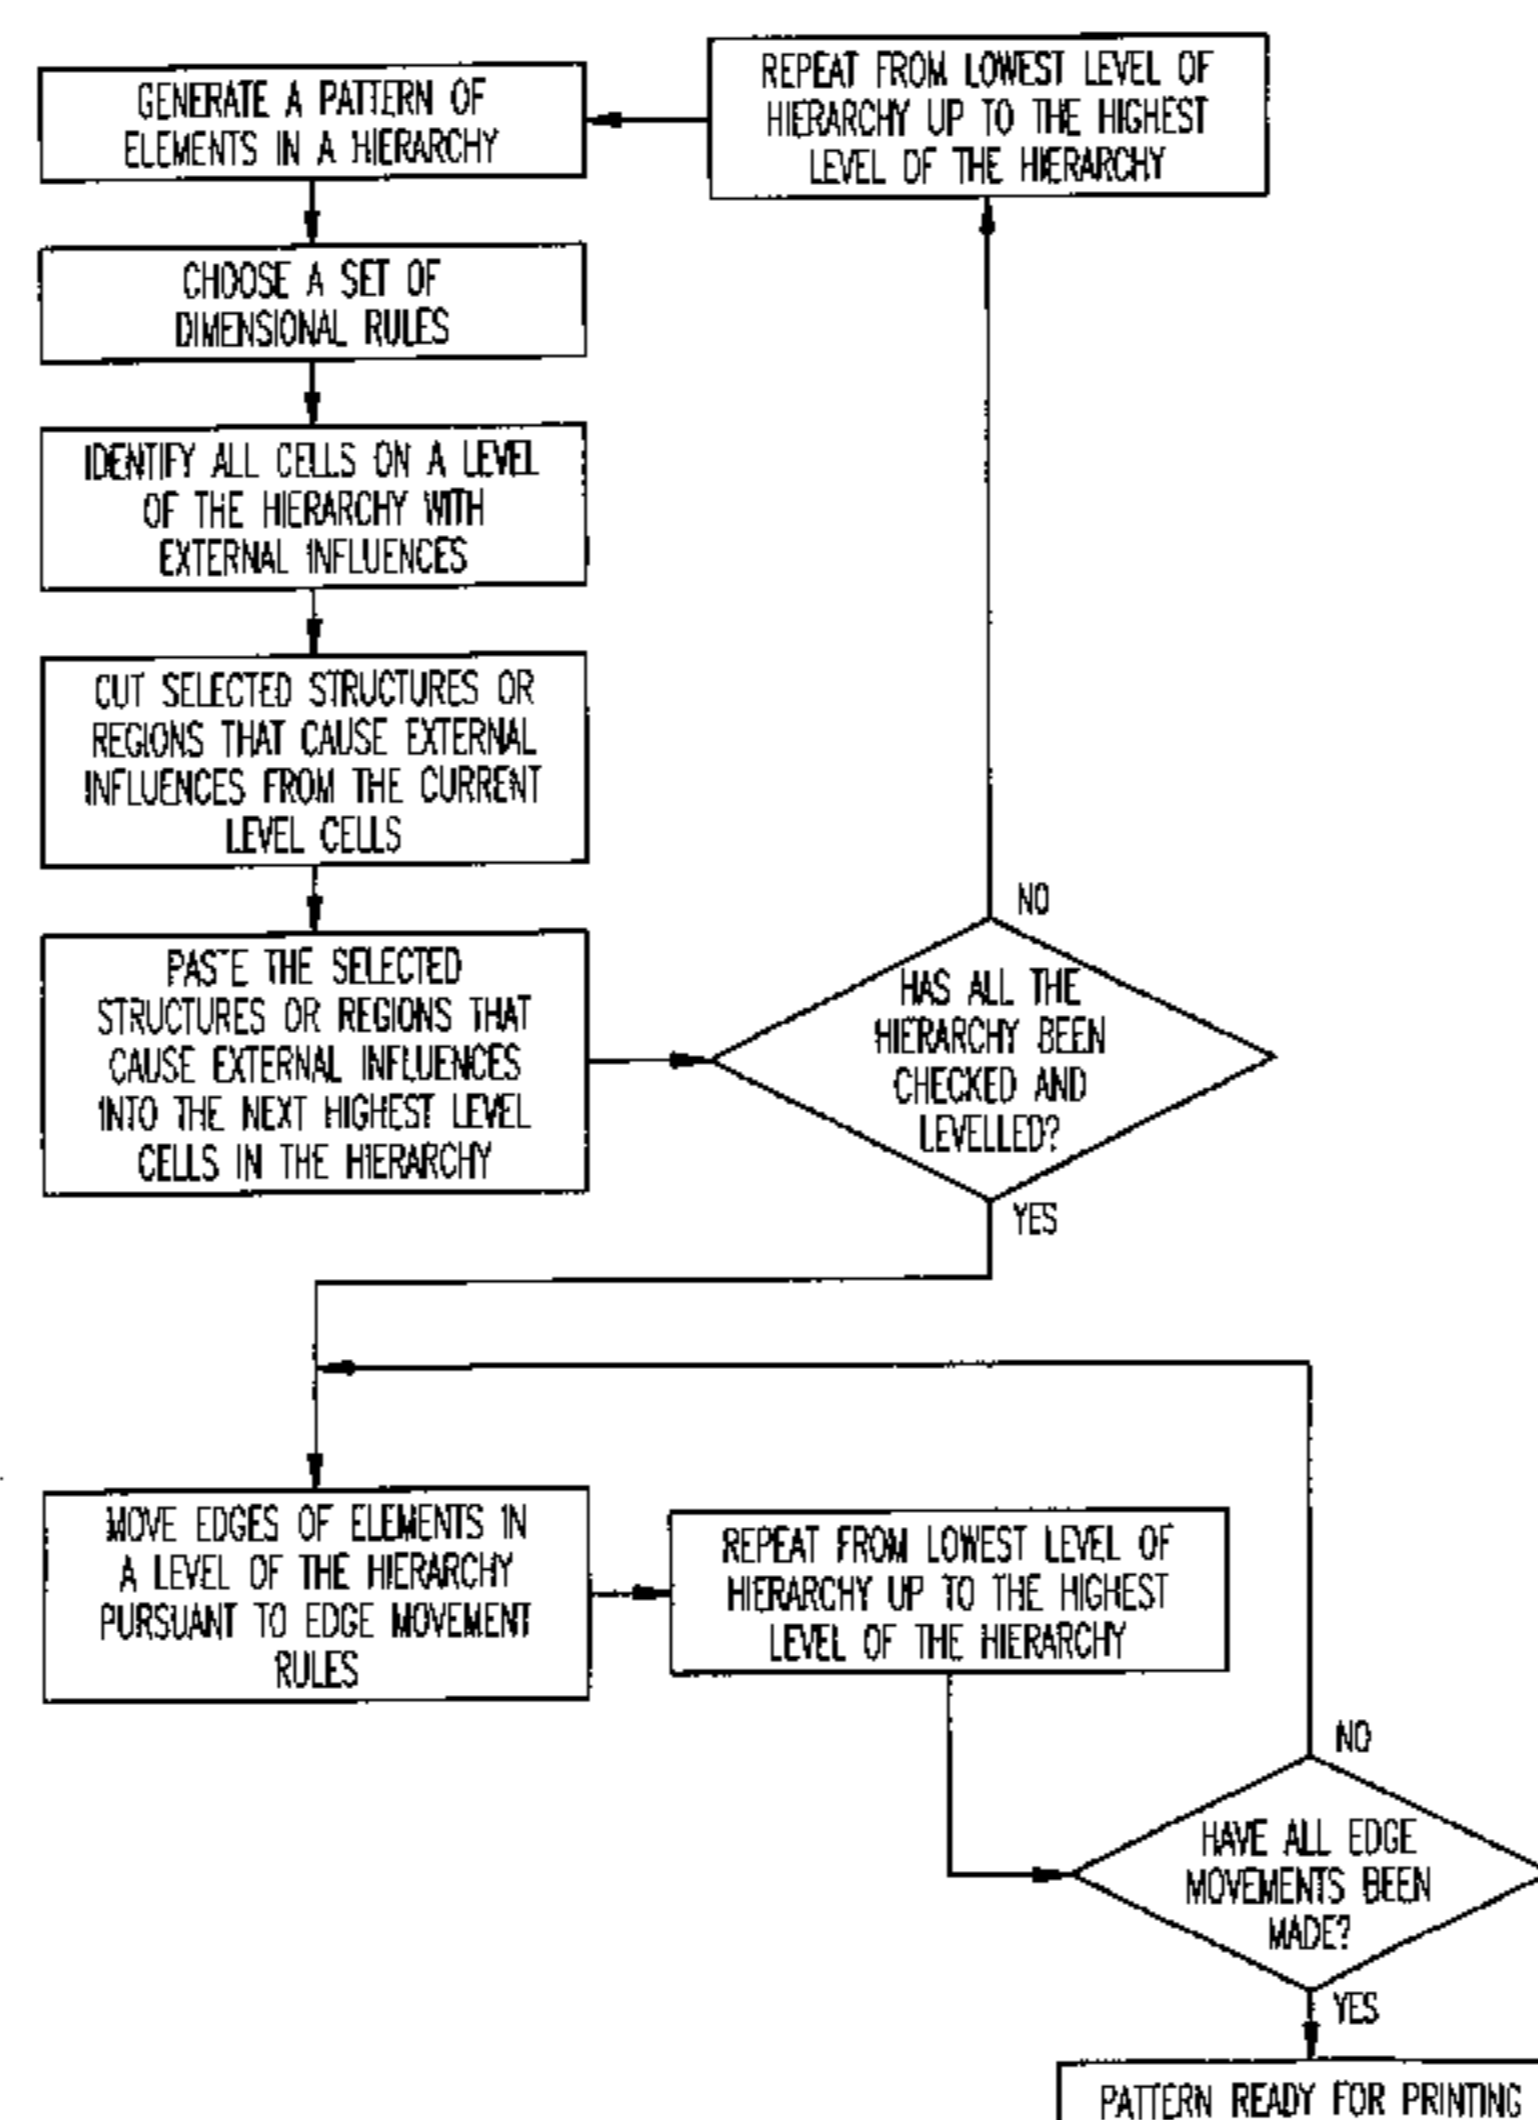 GENERATE A PATTERN OF
ELEMENTS IN A HIERARCHY
REPEAT FROM LOWEST LEVEL OF
HIERARCHY UP TO THE HIGHEST
LEVEL OF THE HIERARCHY
CHOOSE A SET OF
DIMENSIONAL RULES
IDENTIFY ALL CELLS ON A LEVEL
OF THE HIERARCHY WITH
EXTERNAL INFLUENCES
CUT SELECTED STRUCTURES OR
REGIONS THAT CAUSE EXTERNAL
INFLUENCES FROM THE CURRENT
LEVEL CELLS
PASTE THE SELECTED
STRUCTURES OR REGIONS THAT
CAUSE EXTERNAL INFLUENCES
INTO THE NEXT HIGHEST LEVEL
CELLS IN THE HIERARCHY
NO
HAS ALL THE
HIERARCHY BEEN
CHECKED AND
LEVELLED?
YES
MOVE EDGES OF ELEMENTS IN
A LEVEL OF THE HIERARCHY
PURSUANT TO EDGE MOVEMENT
RULES
REPEAT FROM LOWEST LEVEL OF
HIERARCHY UP TO THE HIGHEST
LEVEL OF THE HIERARCHY
NO
HAVE ALL EDGE
MOVEMENTS BEEN
MADE?
YES
PATTERN READY FOR PRINTING